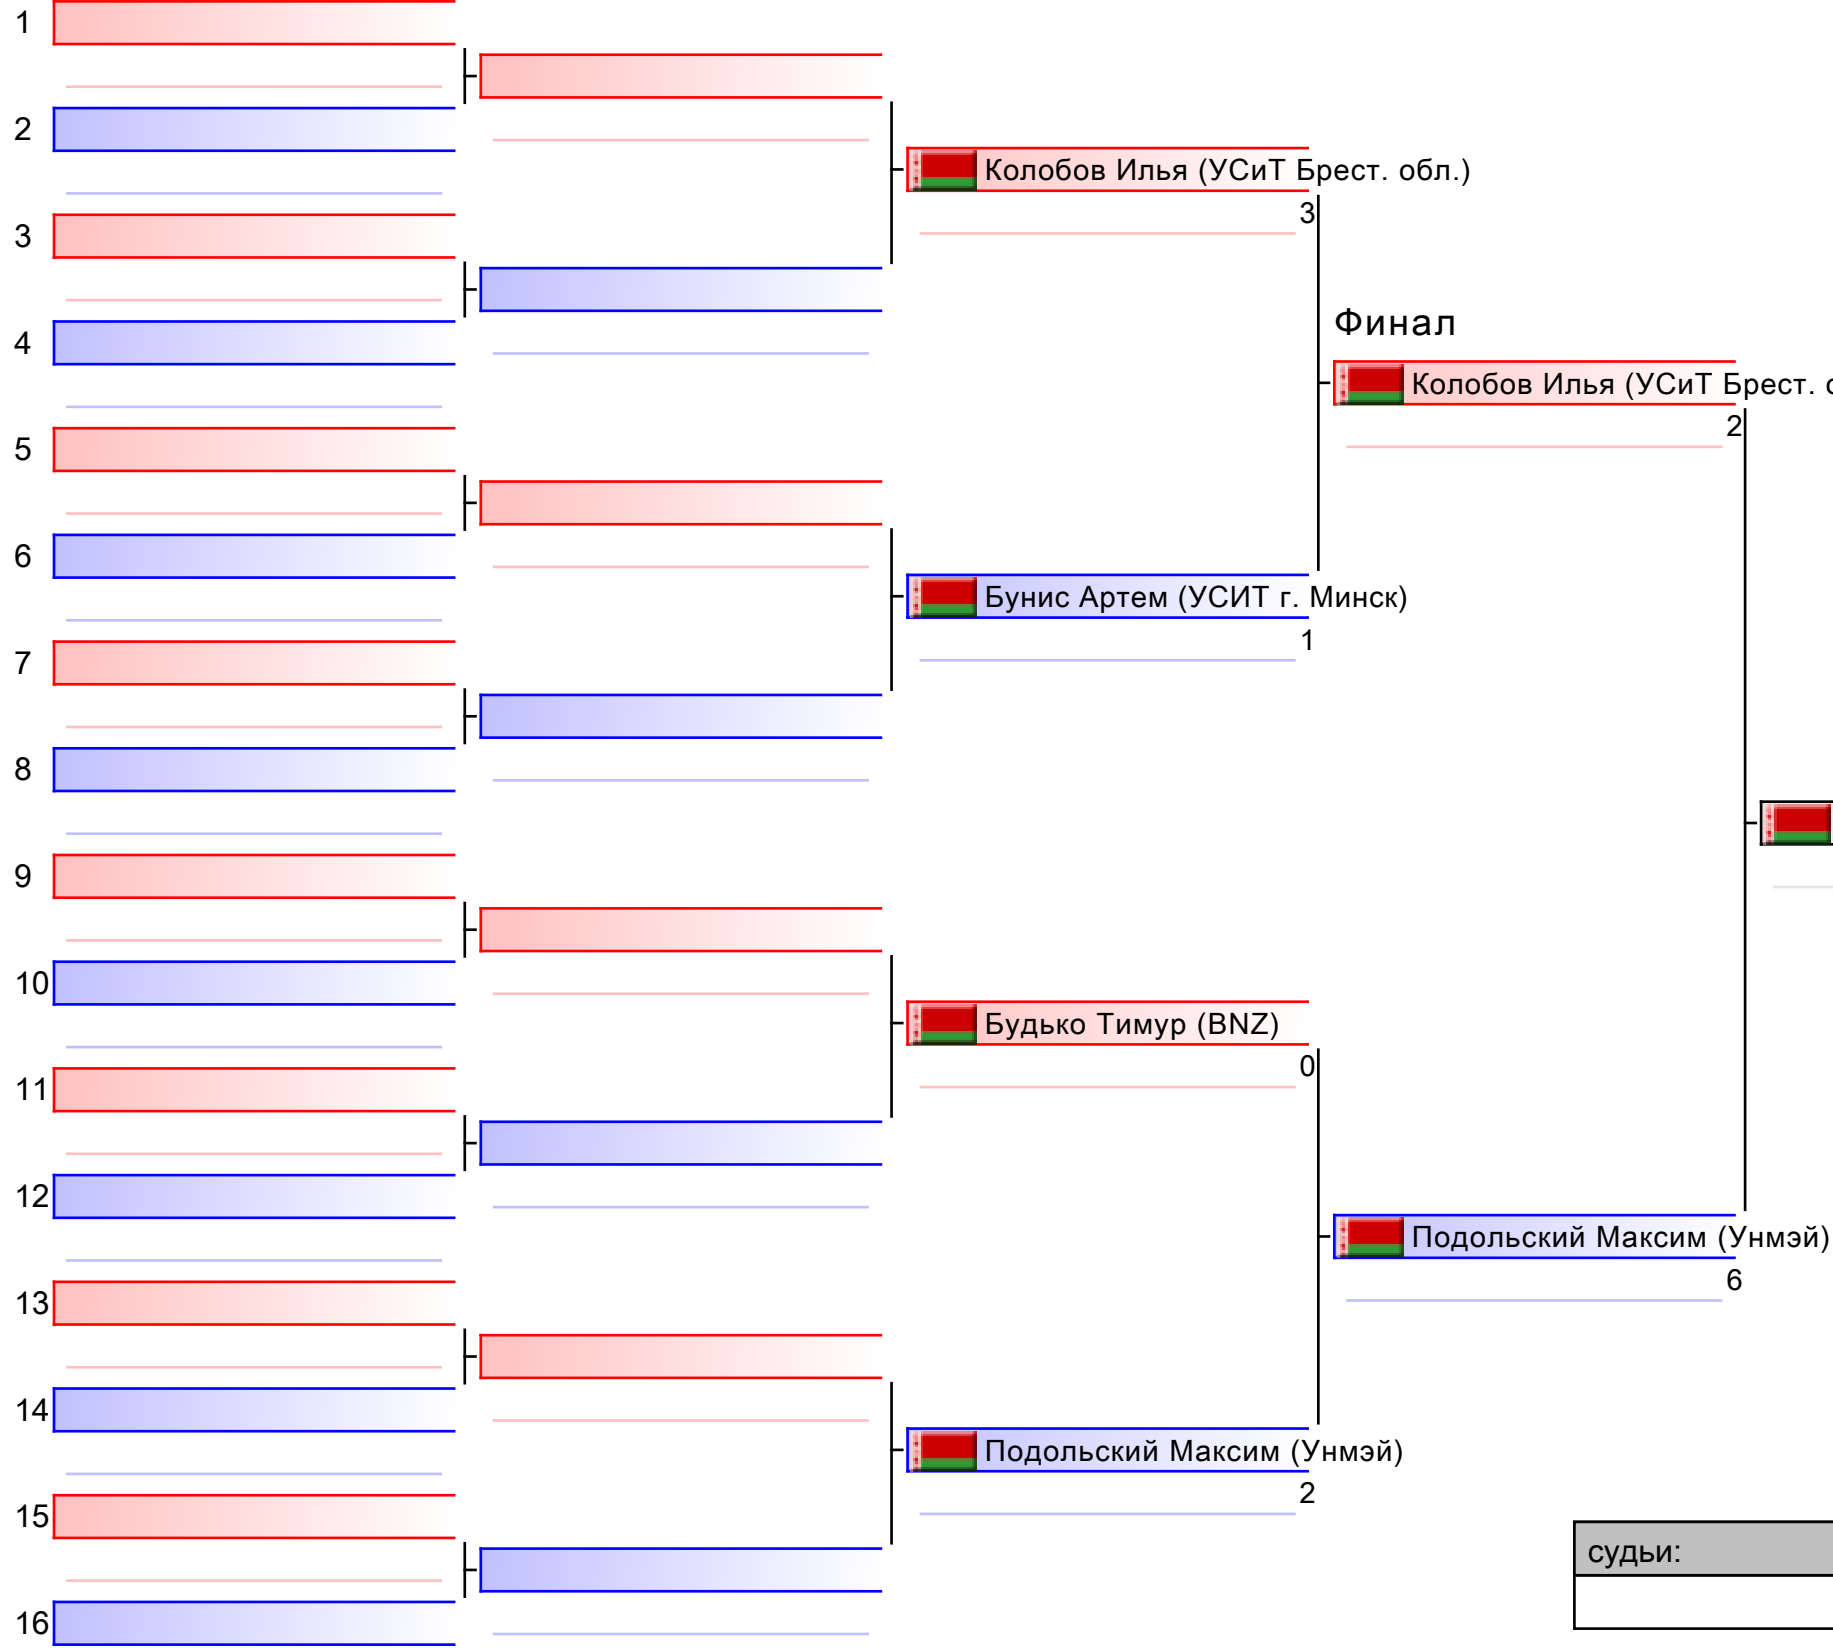 1
2
Колобов Илья (УСиТ Брест. обл.)
3
3
Финал
4
Колобов Илья (УСиТ Брест.
2
5
6
Бунис Артем (УСИТ г. Минск)
1
7
8
9
10
Будько Тимур (BNZ)
0
11
12
Подольский Максим (Унмэй)
6
13
14
Подольский Максим (Унмэй)
2
15
судьи:
16